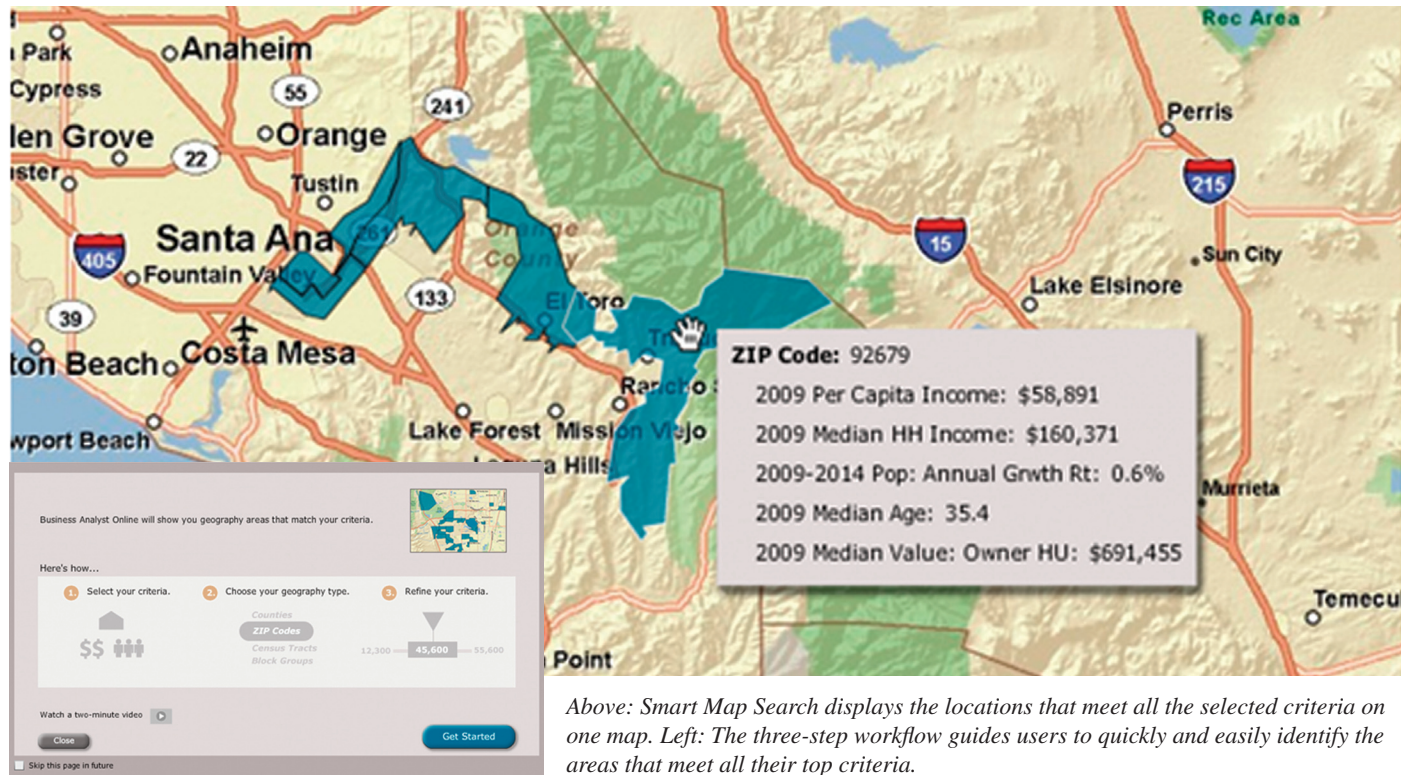 Rec Area
Park
Anaheim
Cypress
55
241
Perris
Orange
Grove
22
215
Tustin
Santa Ana
261
Orange
County
15
405
Sun City
Fountain Valley
133
El Toro
Lake Elsinore
39
Costa Mesa
Beach
Rancho
Lake Forest
Mission Viejo
Beach
Laguna Hills
Murrieta
Point
ZIP Code: 92679
2009 Per Capita Income: $58,891
2009 Median HH Income: $160,371
2009-2014 Pop: Annual Grwth Rt: 0.6%
2009 Median Age: 35.4
2009 Median Value: Owner HU: $691,455
Business Analyst Online will show you geography areas that match your criteria.
Here's how...
1. Select your criteria.
2. Choose your geography type.
3. Refine your criteria.
$$
Counties
ZIP Codes
Census Tracts
Block Groups
12,300 45,600 55,600
Watch a two-minute video
Close
Get Started
Skip this page in future
Above: Smart Map Search displays the locations that meet all the selected criteria on
one map. Left: The three-step workflow guides users to quickly and easily identify the
areas that meet all their top criteria.